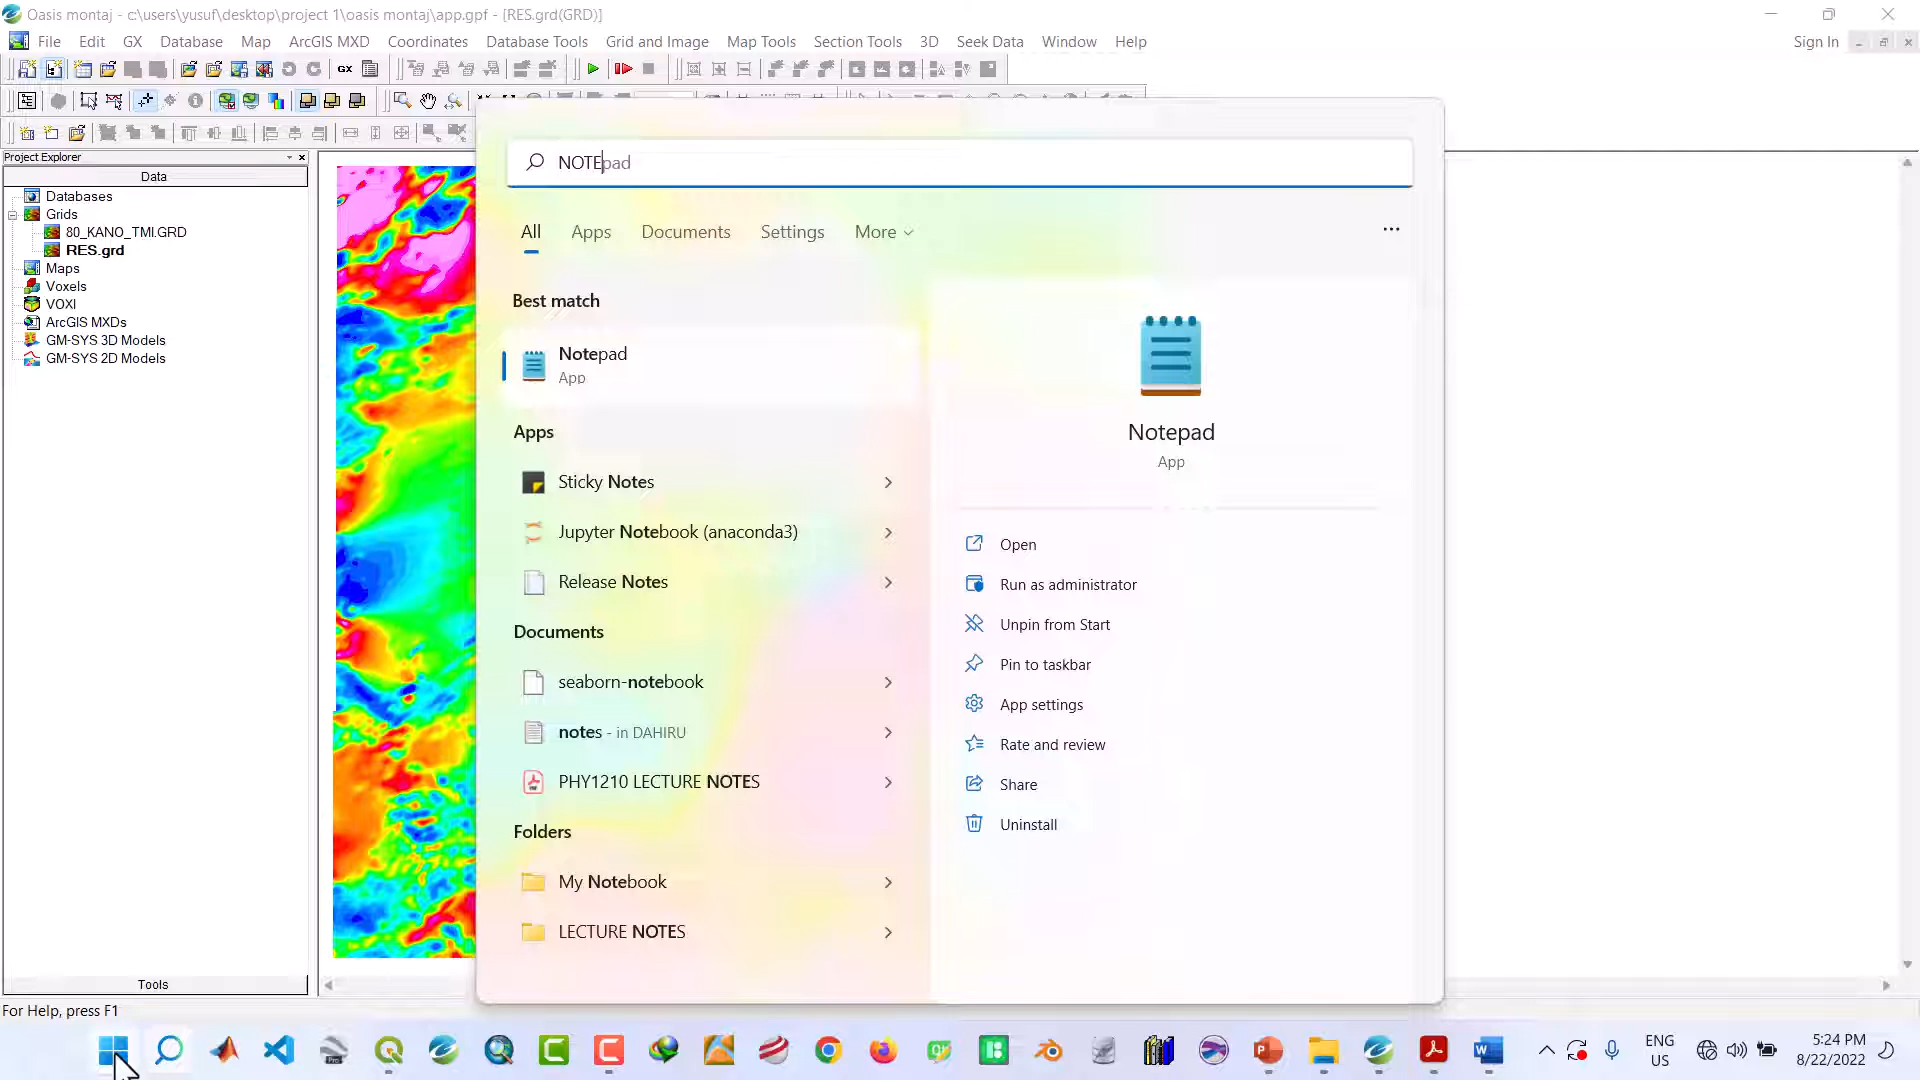 Oasis montaj - c:\users\yusuf\desktop\project 1\oasis montaj\app.gpf - [RES.grd(GRD)]
File Edit GX Database Map ArcGIS MXD Coordinates Database Tools Grid and Image Map Tools Section Tools 3D Seek Data Window Help
Sign In
GX
Project Explorer
Data
Databases
Grids
80_KANO_TMI.GRD
RES.grd
Maps
Voxels
VOXI
ArcGIS MXDs
GM-SYS 3D Models
GM-SYS 2D Models
Tools
For Help, press F1
NOTEpad
All Apps Documents Settings More
Best match
Notepad
App
Apps
Sticky Notes
Jupyter Notebook (anaconda3)
Release Notes
Documents
seaborn-notebook
notes - in DAHIRU
PHY1210 LECTURE NOTES
Folders
My Notebook
LECTURE NOTES
Notepad
App
Open
Run as administrator
Unpin from Start
Pin to taskbar
App settings
Rate and review
Share
Uninstall
ENG
US
5:24 PM
8/22/2022